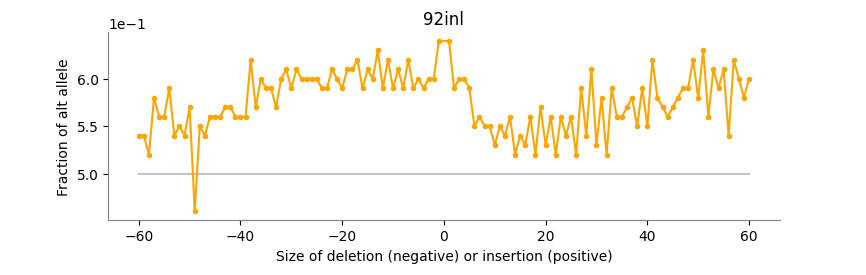 92inl
1e−1
6.0
5.5
5.0
Fraction of alt allele
−60 −40 −20 0 20 40 60
Size of deletion (negative) or insertion (positive)